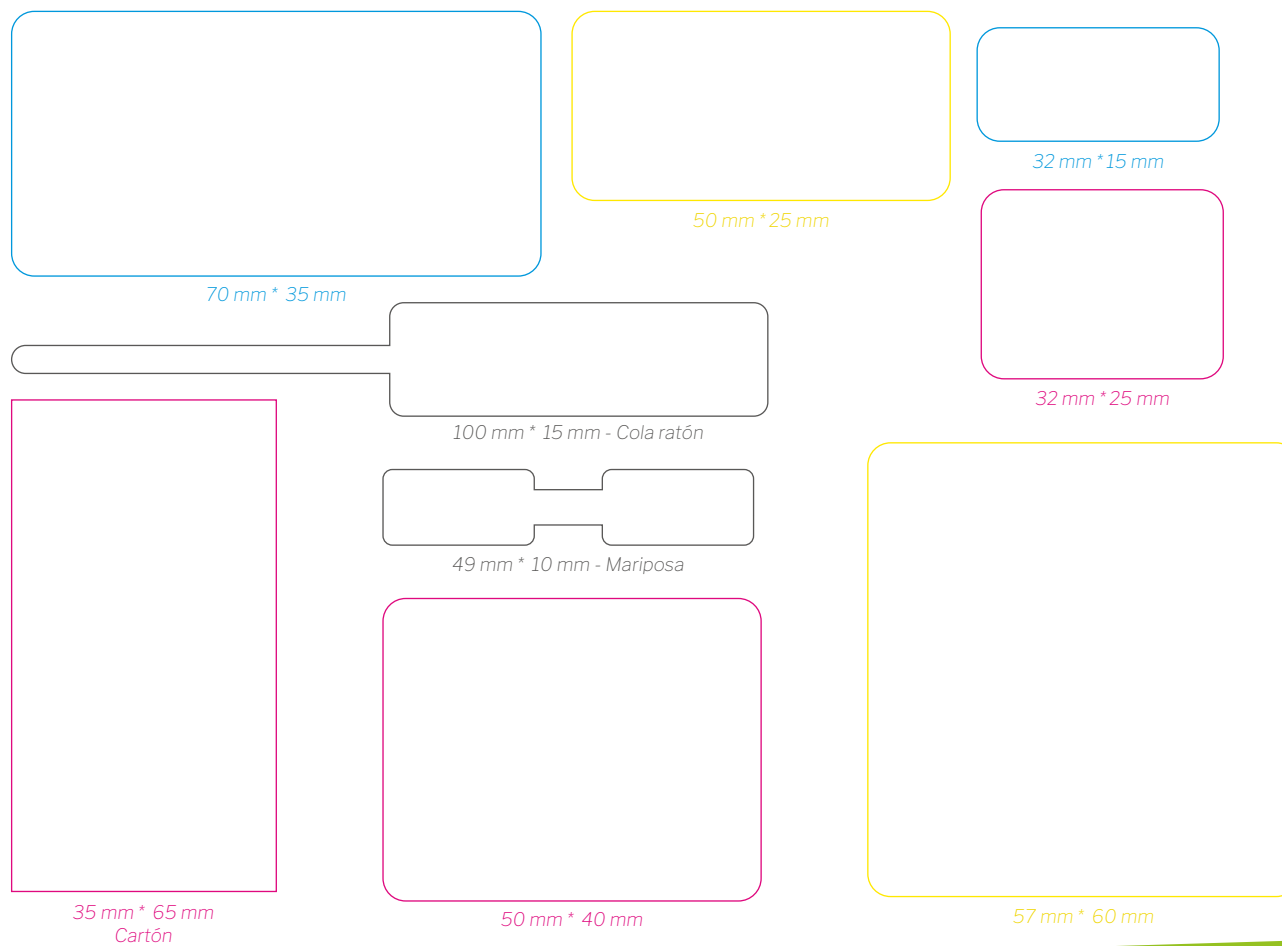 32 mm * 15 mm
50 mm * 25 mm
70 mm * 35 mm
32 mm * 25 mm
100 mm * 15 mm - Cola ratón
49 mm * 10 mm - Mariposa
35 mm * 65 mm
Cartón
50 mm * 40 mm
57 mm * 60 mm